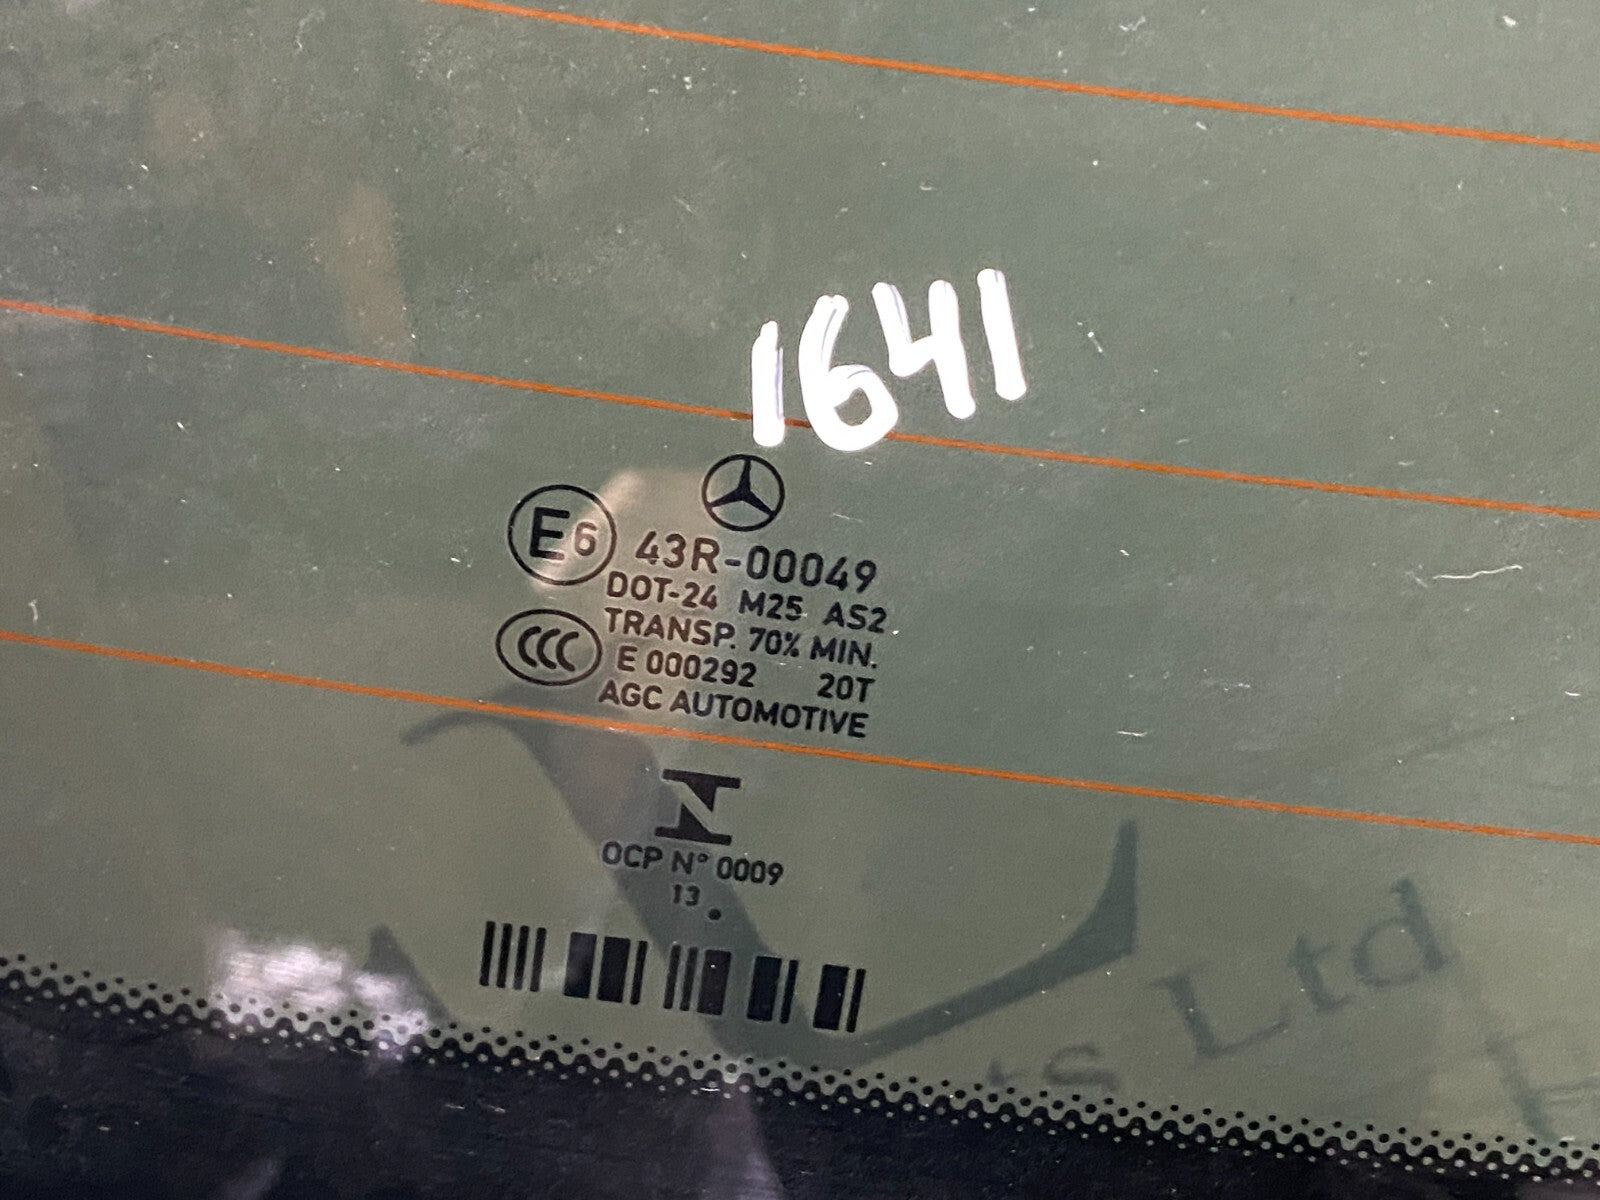 1641
E6 43R-00049
DOT-24 M25 AS2
TRANSP. 70% MIN.
CCC E 000292 20T
AGC AUTOMOTIVE
N
OCP N° 0009
13 .
s Ltd